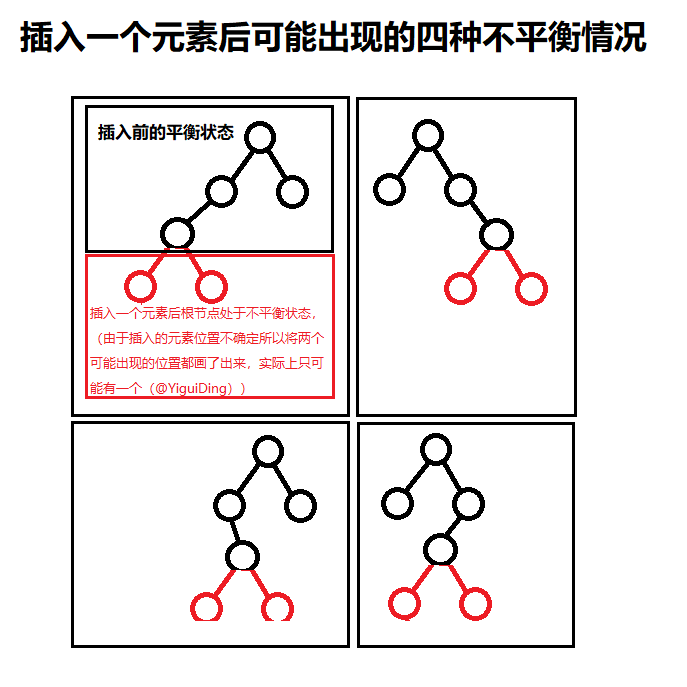 插入一个元素后可能出现的四种不平衡情况
插入前的平衡状态
插入一个元素后根节点处于不平衡状态，
（由于插入的元素位置不确定所以将两个
可能出现的位置都画了出来，实际上只可
能有一个（@YiguiDing））